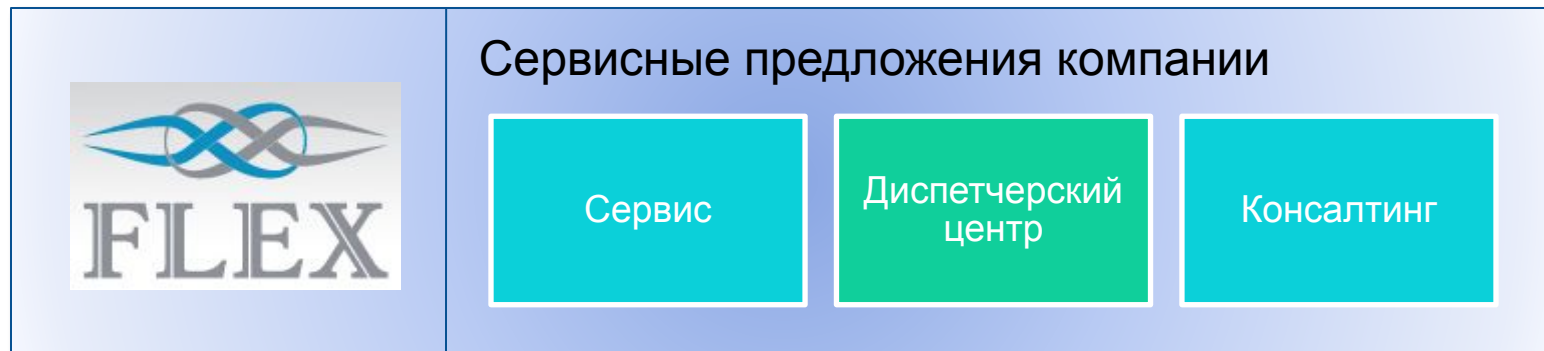 FLEX
Сервисные предложения компании
Сервис
Диспетчерский
центр
Консалтинг